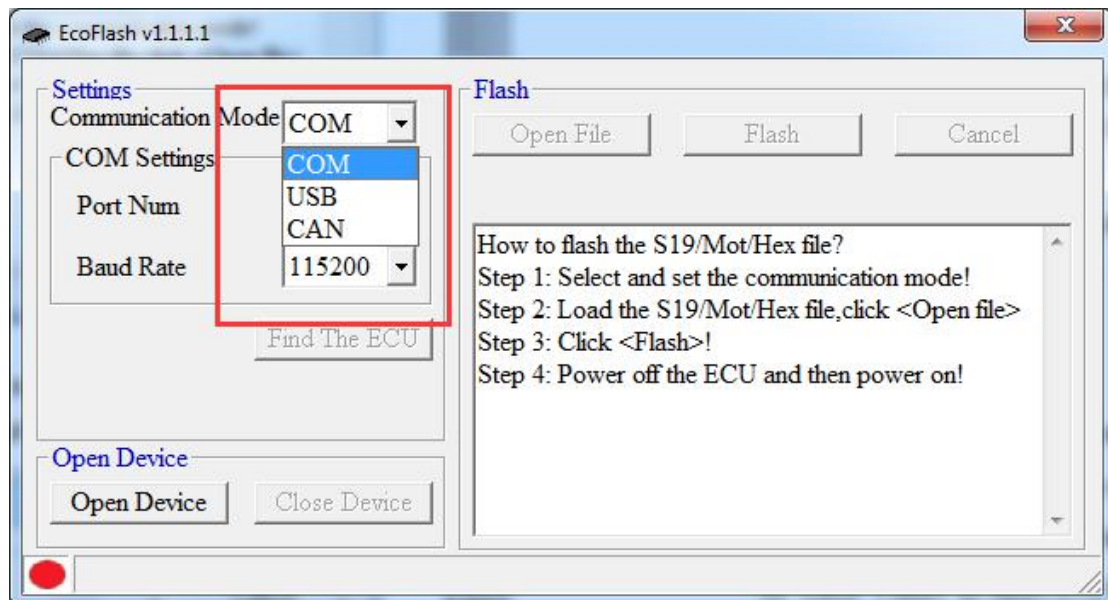 EcoFlash v1.1.1.1
Settings
Communication Mode COM
COM
USB
CAN
COM Settings
Port Num
Baud Rate 115200
Find The ECU
Open Device
Open Device Close Device
Flash
Open File Flash Cancel
How to flash the S19/Mot/Hex file?
Step 1: Select and set the communication mode!
Step 2: Load the S19/Mot/Hex file,click <Open file>
Step 3: Click <Flash>!
Step 4: Power off the ECU and then power on!